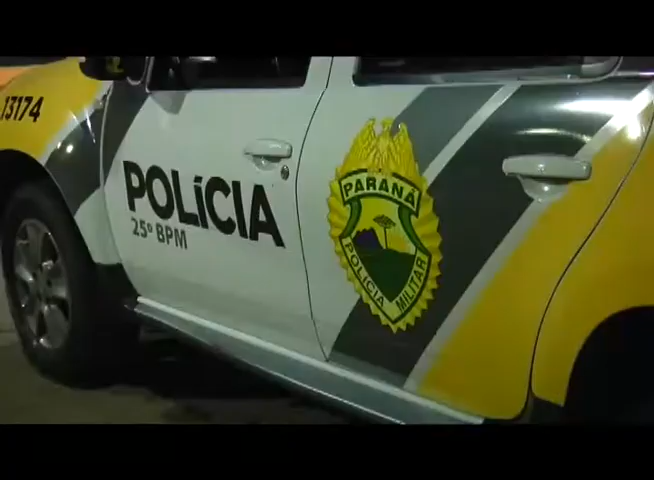 13174
POLíCIA
25º BPM
PARANÁ
POLÍCIA MILITAR